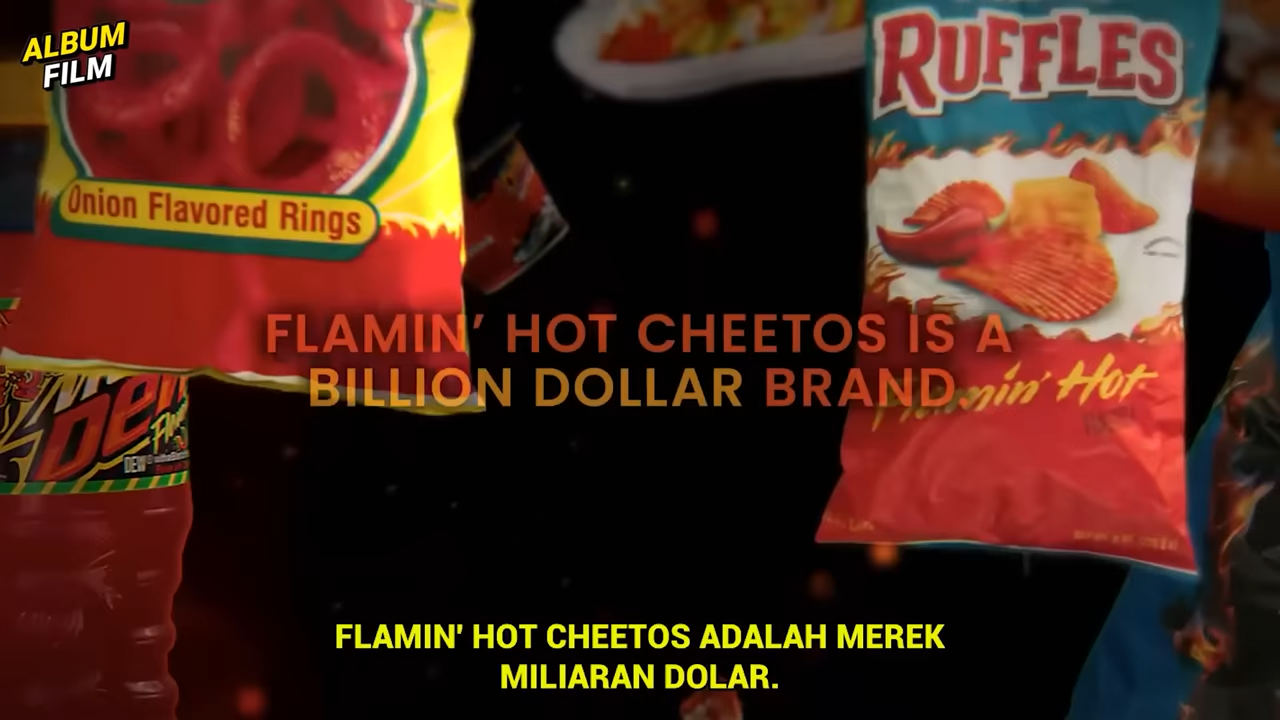 ALBUM
FILM
RUFFLES
Onion Flavored Rings
FLAMIN' HOT CHEETOS IS A
BILLION DOLLAR BRAND
Flamin' Hot
DEW
FLAMIN' HOT CHEETOS ADALAH MEREK
MILIARAN DOLAR.